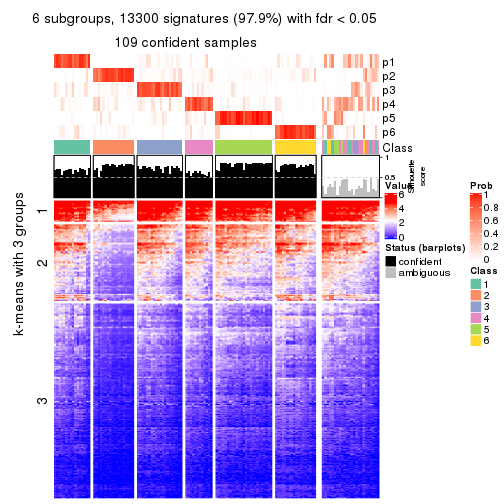 6 subgroups, 13300 signatures (97.9%) with fdr < 0.05
109 confident samples
p1
p2
p3
p4
p5
p6
Class
1
0.5
0
Silhouette
score
k-means with 3 groups
1
2
3
Value
6
4
2
0
Status (barplots)
confident
ambiguous
Prob
1
0.8
0.6
0.4
0.2
0
Class
1
2
3
4
5
6